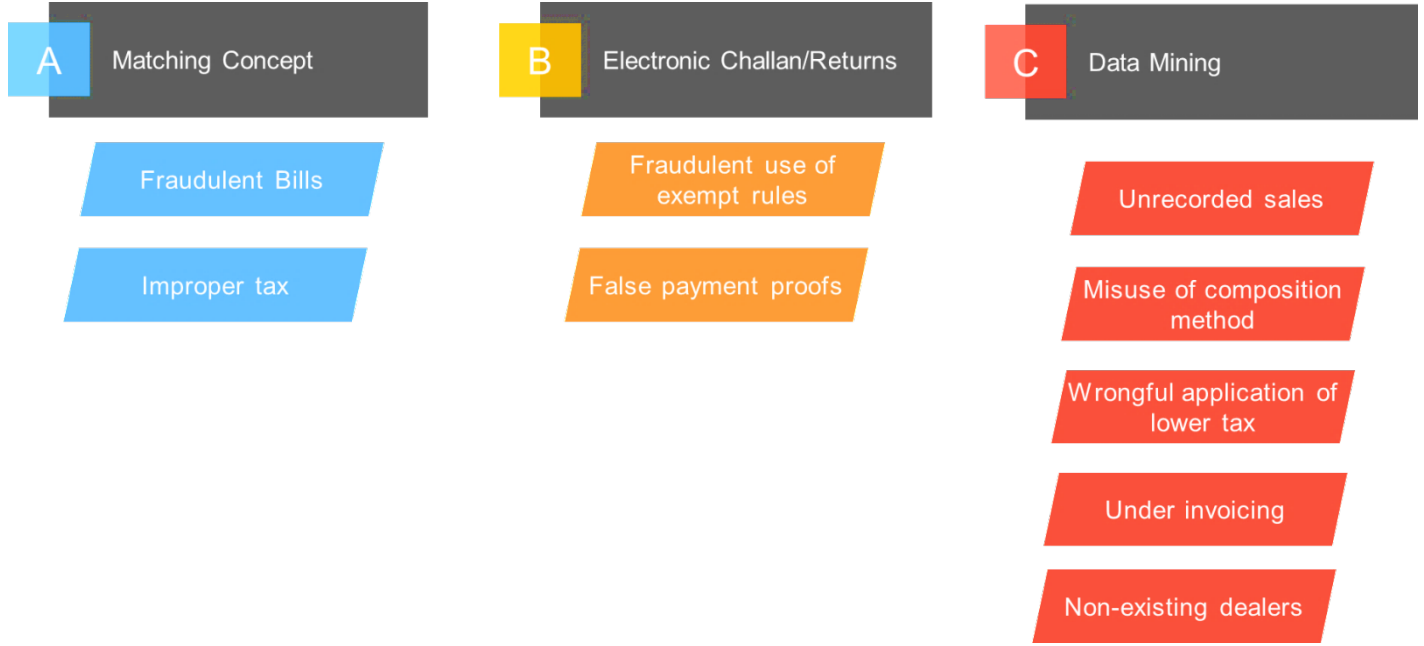 A
Matching Concept
Fraudulent Bills
Improper tax
B
Electronic Challan/Returns
Fraudulent use of
exempt rules
False payment proofs
C
Data Mining
Unrecorded sales
Misuse of composition
method
Wrongful application of
lower tax
Under invoicing
Non-existing dealers